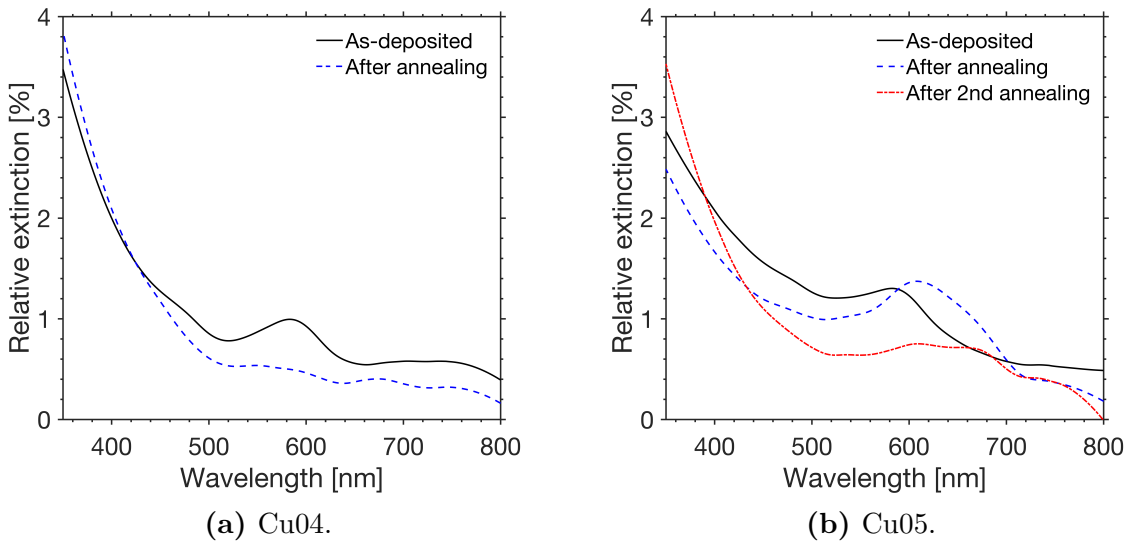 4
3
2
1
0
400 500 600 700 800
Relative extinction [%]
Wavelength [nm]
As-deposited
After annealing
(a) Cu04.
4
3
2
1
0
400 500 600 700 800
Relative extinction [%]
Wavelength [nm]
As-deposited
After annealing
After 2nd annealing
(b) Cu05.